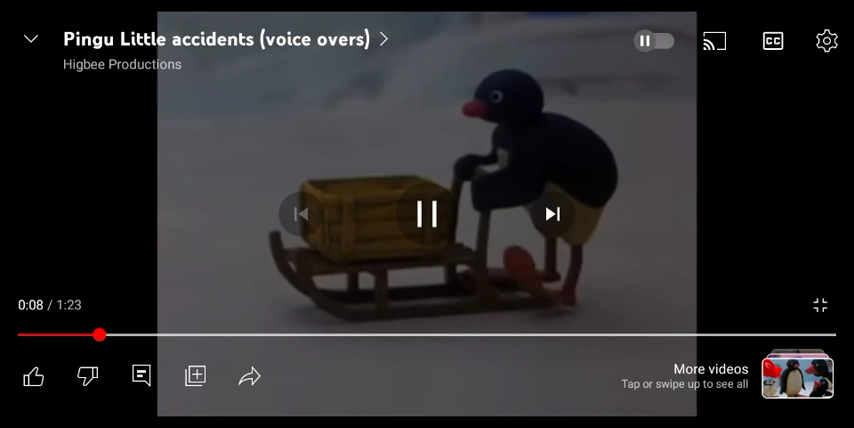 Pingu Little accidents (voice overs)
Higbee Productions
CC
0:08 / 1:23
More videos
Tap or swipe up to see all